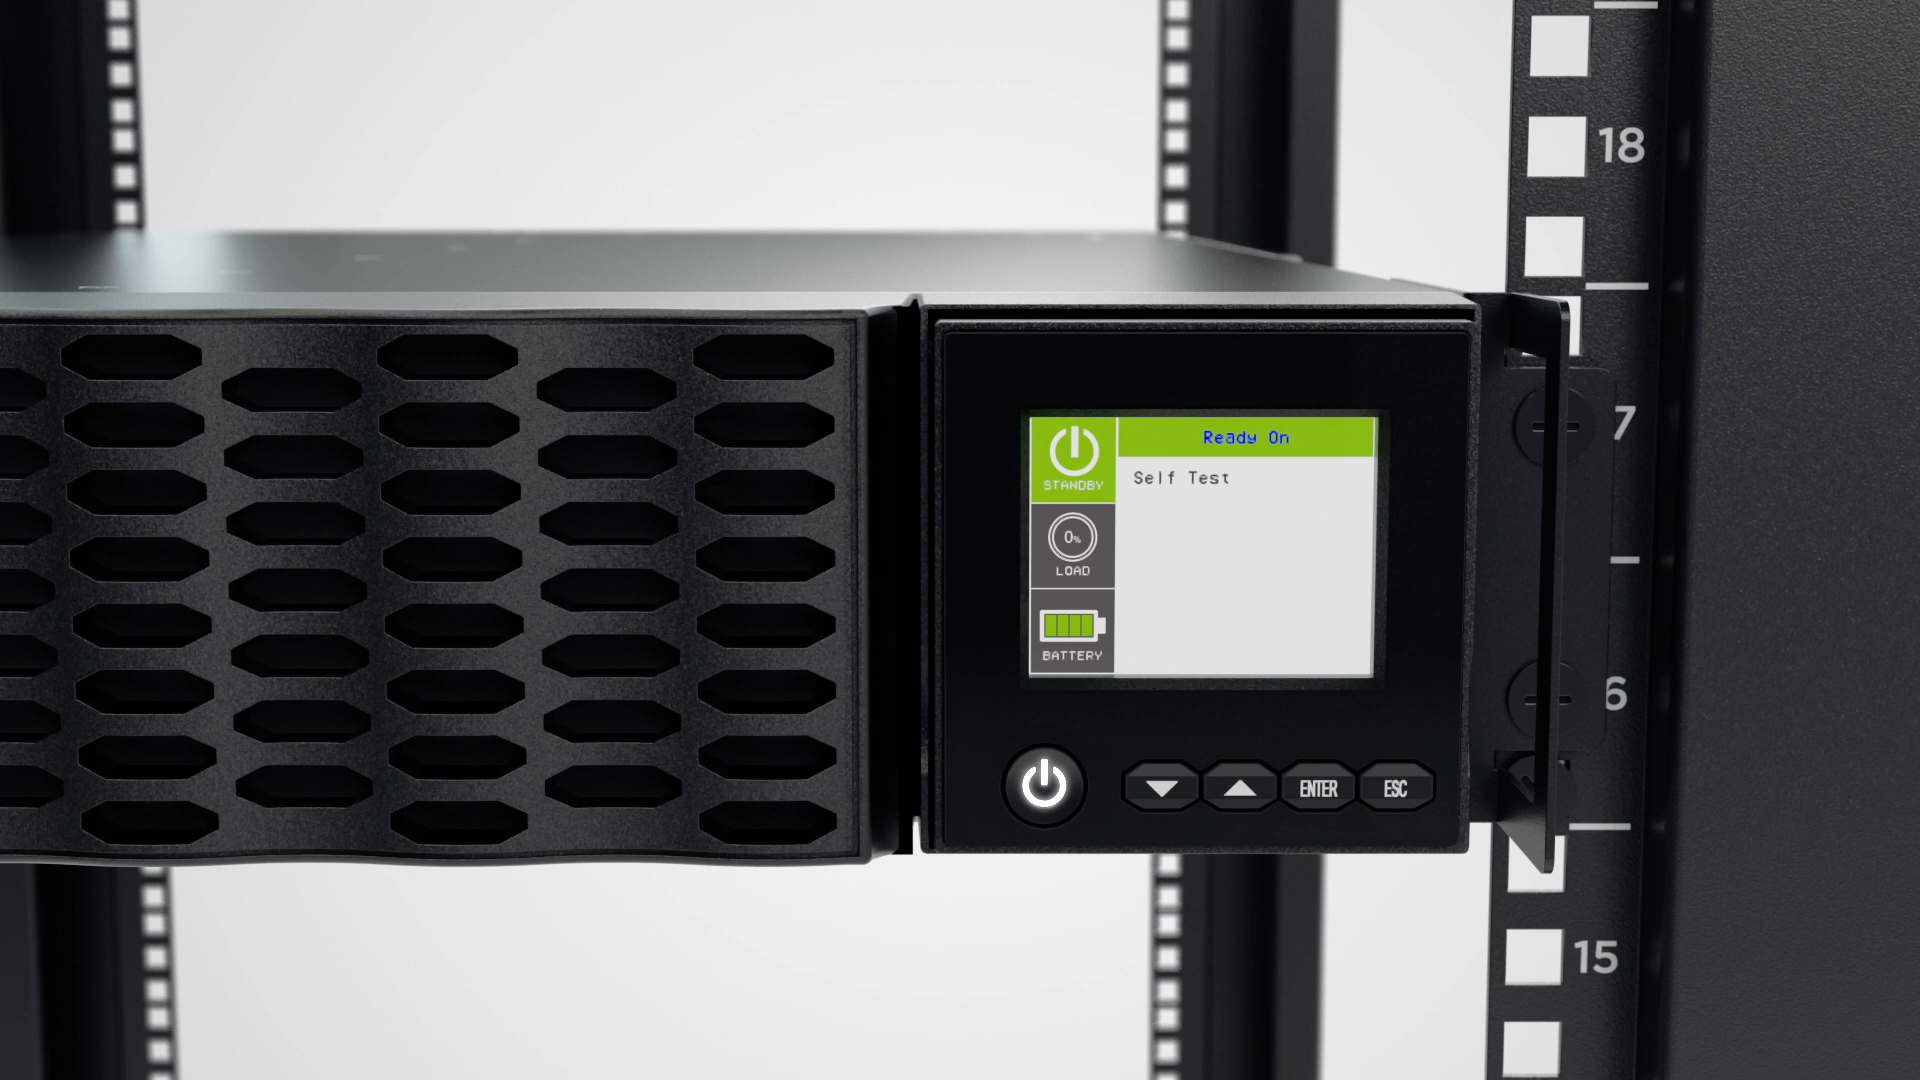 18
Ready On
STANDBY
Self Test
7
0%
LOAD
BATTERY
6
ENTER
ESC
15